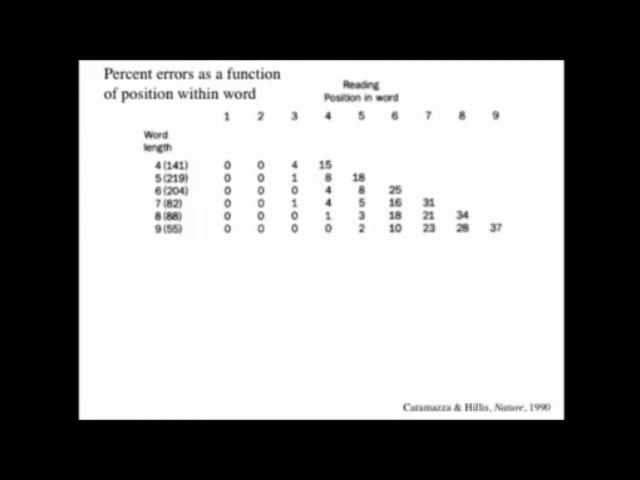 Percent errors as a function
of position within word
Reading
Position in word
1 2 3 4 5 6 7 8 9
Word
length
4 (141) 0 0 4 15
5 (219) 0 0 1 8 18
6 (204) 0 0 0 4 8 25
7 (82) 0 0 1 4 5 16 31
8 (88) 0 0 0 1 3 18 21 34
9 (55) 0 0 0 0 2 10 23 28 37
Caramazza & Hillis, Nature, 1990